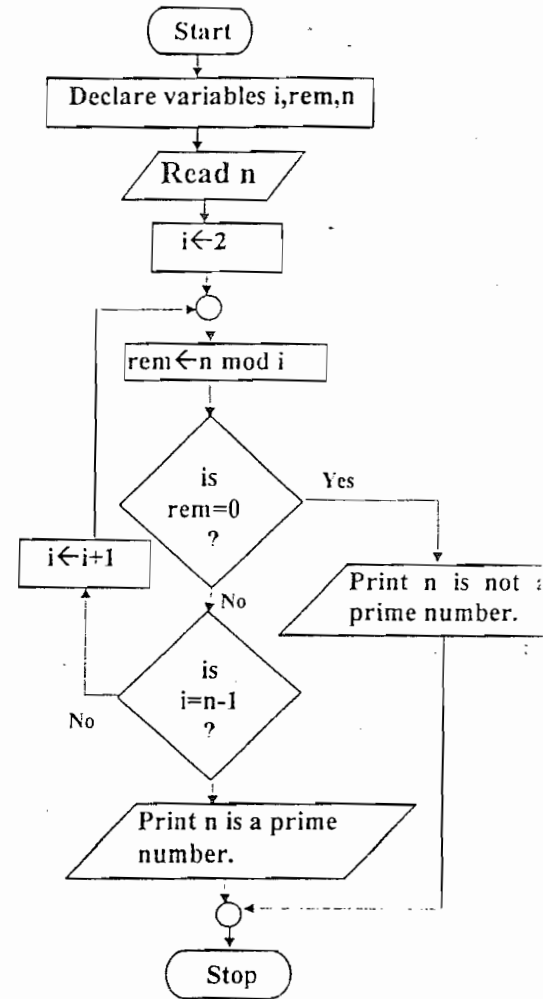 Start
Declare variables i,rem,n
Read n
i←2
rem←n mod i
is
rem=0
?
Yes
i←i+1
Print n is not
prime number.
No
is
i=n-1
?
No
Print n is a prime
number.
Stop